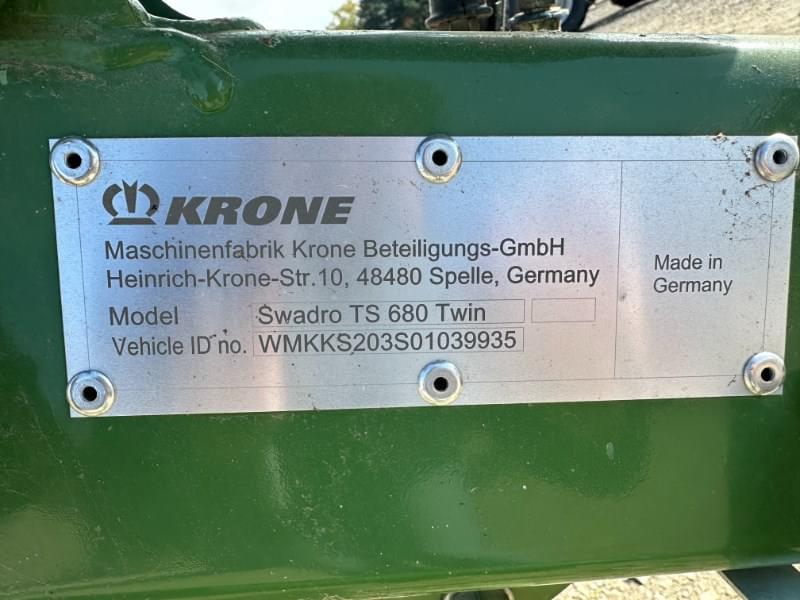 KRONE
Maschinenfabrik Krone Beteiligungs-GmbH
Heinrich-Krone-Str.10, 48480 Spelle, Germany
Model Swadro TS 680 Twin
Vehicle ID no. WMKKS203S01039935
Made in
Germany